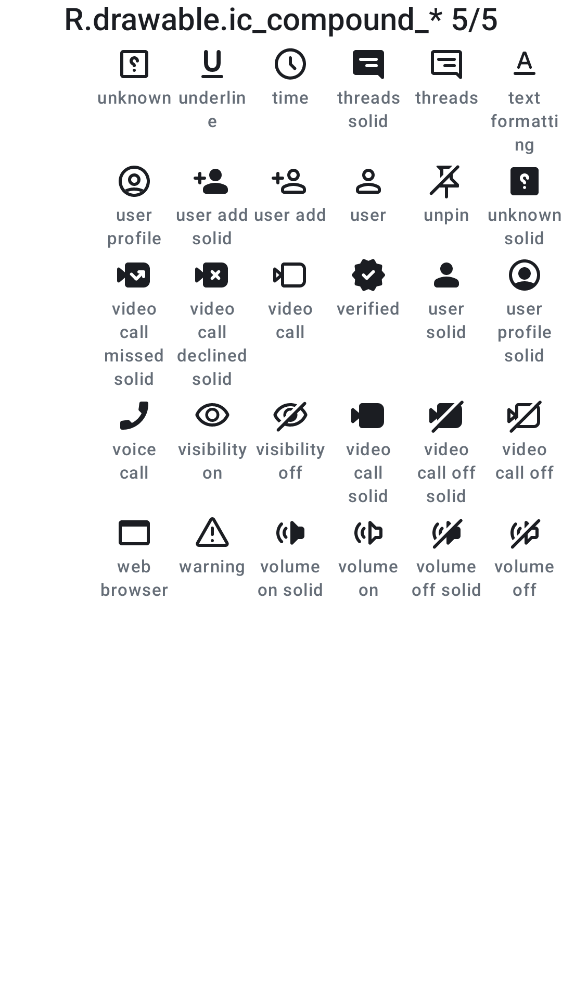 R.drawable.ic_compound_* 5/5
unknown underlin time threads threads text
e solid formatti
ng
user user add user add user unpin unknown
profile solid solid
video video video verified user user
call call call solid profile
missed declined solid
solid solid
voice visibility visibility video video video
call on off call call off call off
solid solid
web warning volume volume volume volume
browser on solid on off solid off